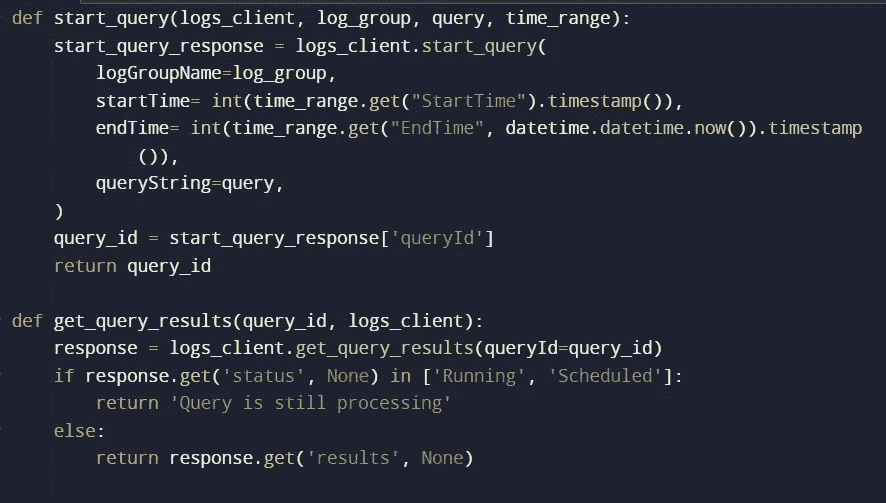 def start_query(logs_client, log_group, query, time_range):
    start_query_response = logs_client.start_query(
        logGroupName=log_group,
        startTime= int(time_range.get("StartTime").timestamp()),
        endTime= int(time_range.get("EndTime", datetime.datetime.now()).timestamp
            ()),
        queryString=query,
    )
    query_id = start_query_response['queryId']
    return query_id

def get_query_results(query_id, logs_client):
    response = logs_client.get_query_results(queryId=query_id)
    if response.get('status', None) in ['Running', 'Scheduled']:
        return 'Query is still processing'
    else:
        return response.get('results', None)